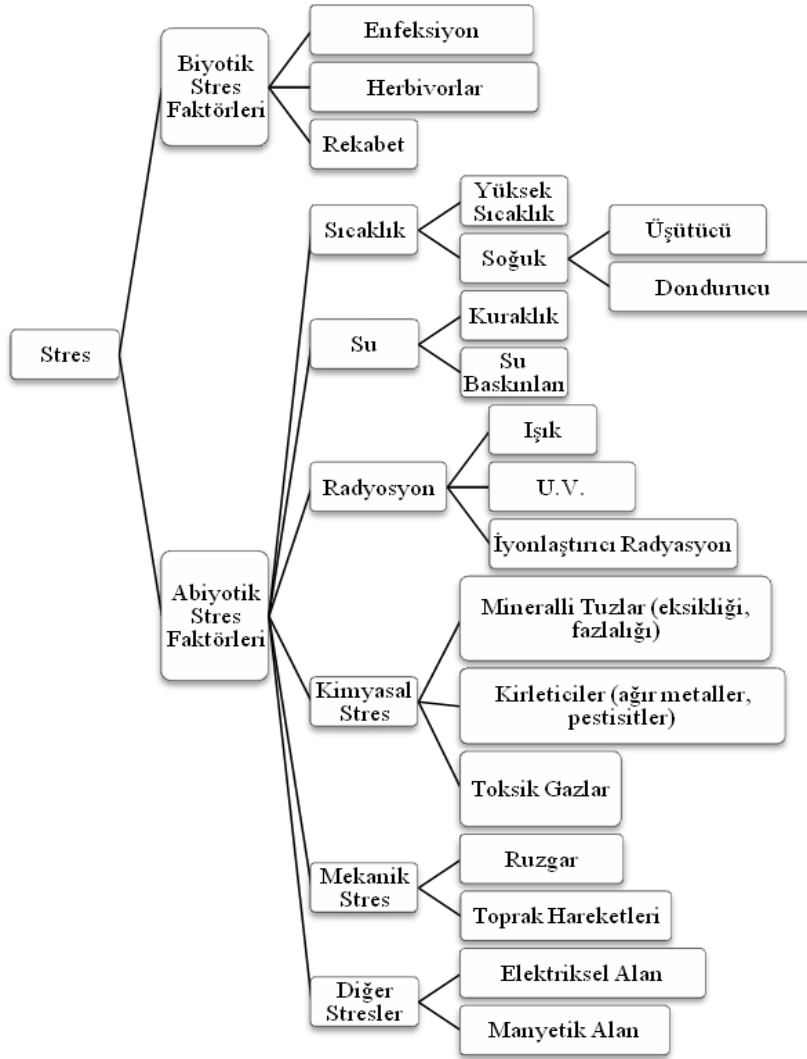 Enfeksiyon
Biyotik
Stres
Faktörleri
Herbivorlar
Rekabet
Yüksek
Sıcaklık
Sıcaklık
Soğuk
Üşütücü
Dondurucu
Kuraklık
Su
Su
Baskınları
Stres
Işık
Radyosyon
U.V.
İyonlaştırıcı Radyasyon
Abiyotik
Stres
Faktörleri
Mineralli Tuzlar (eksikliği,
fazlalığı)
Kimyasal
Stres
Kirleticiler (ağır metaller,
pestisitler)
Toksik Gazlar
Mekanik
Stres
Ruzgar
Toprak Hareketleri
Diğer
Stresler
Elektriksel Alan
Manyetik Alan